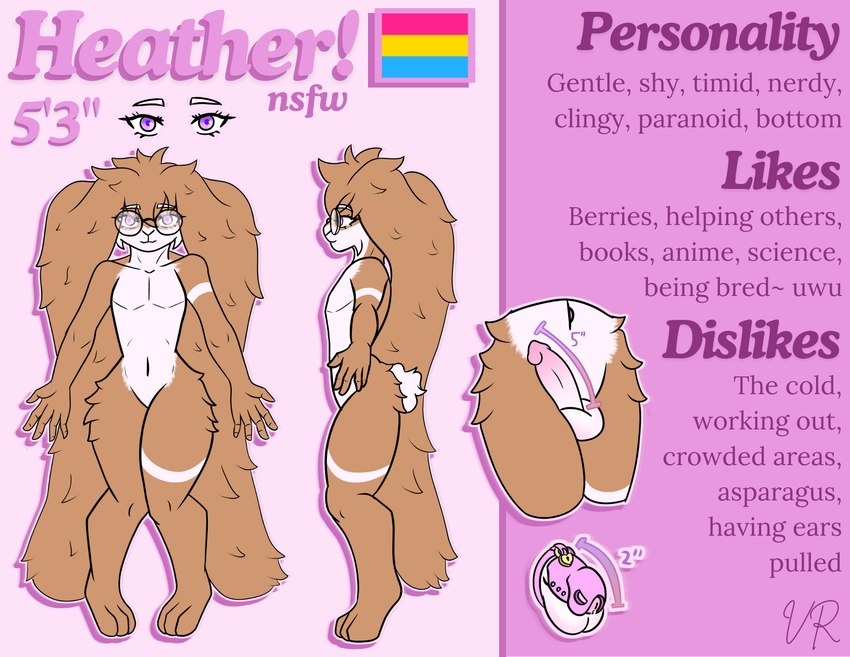 Heather!
nsfw
5'3"
Personality
Gentle, shy, timid, nerdy,
clingy, paranoid, bottom
Likes
Berries, helping others,
books, anime, science,
being bred~ uwu
Dislikes
The cold,
working out,
crowded areas,
asparagus,
having ears
pulled
5"
2"
VR